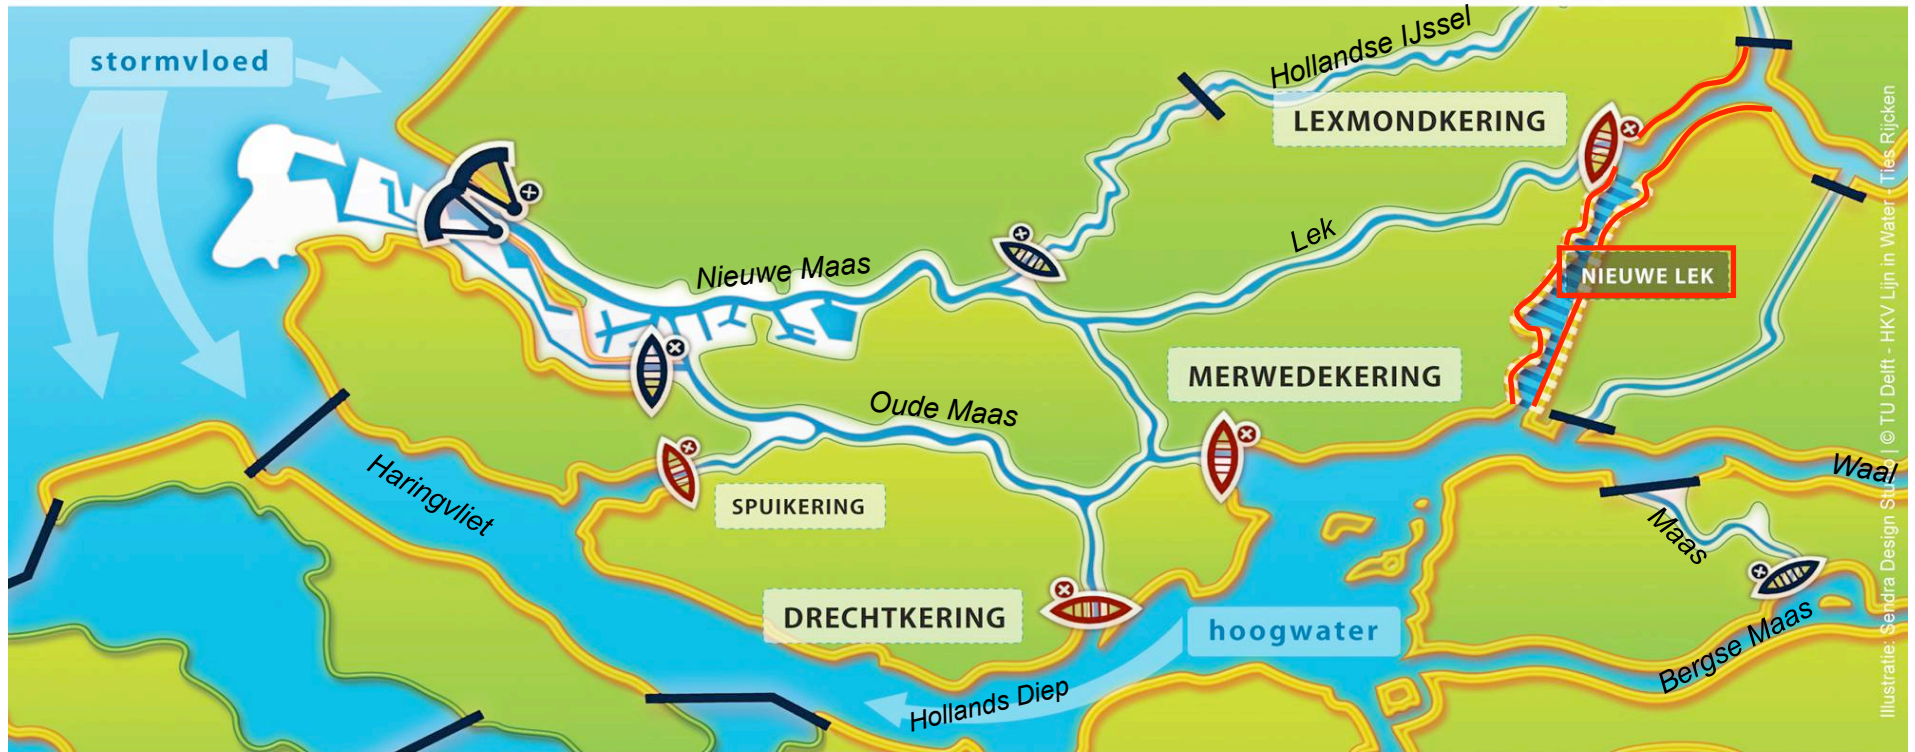 stormvloed
Hollandse IJssel
LEXMONDKERING
Lek
Nieuwe Maas
NIEUWE LEK
MERWEDEKERING
Oude Maas
Haringvliet
SPUIKERING
Waal
Maas
DRECHTKERING
hoogwater
Bergse Maas
Hollands Diep
Illustratie: Sendra Design Stu | © TU Delft - HKV Lijn in Water - Ties Rijcken